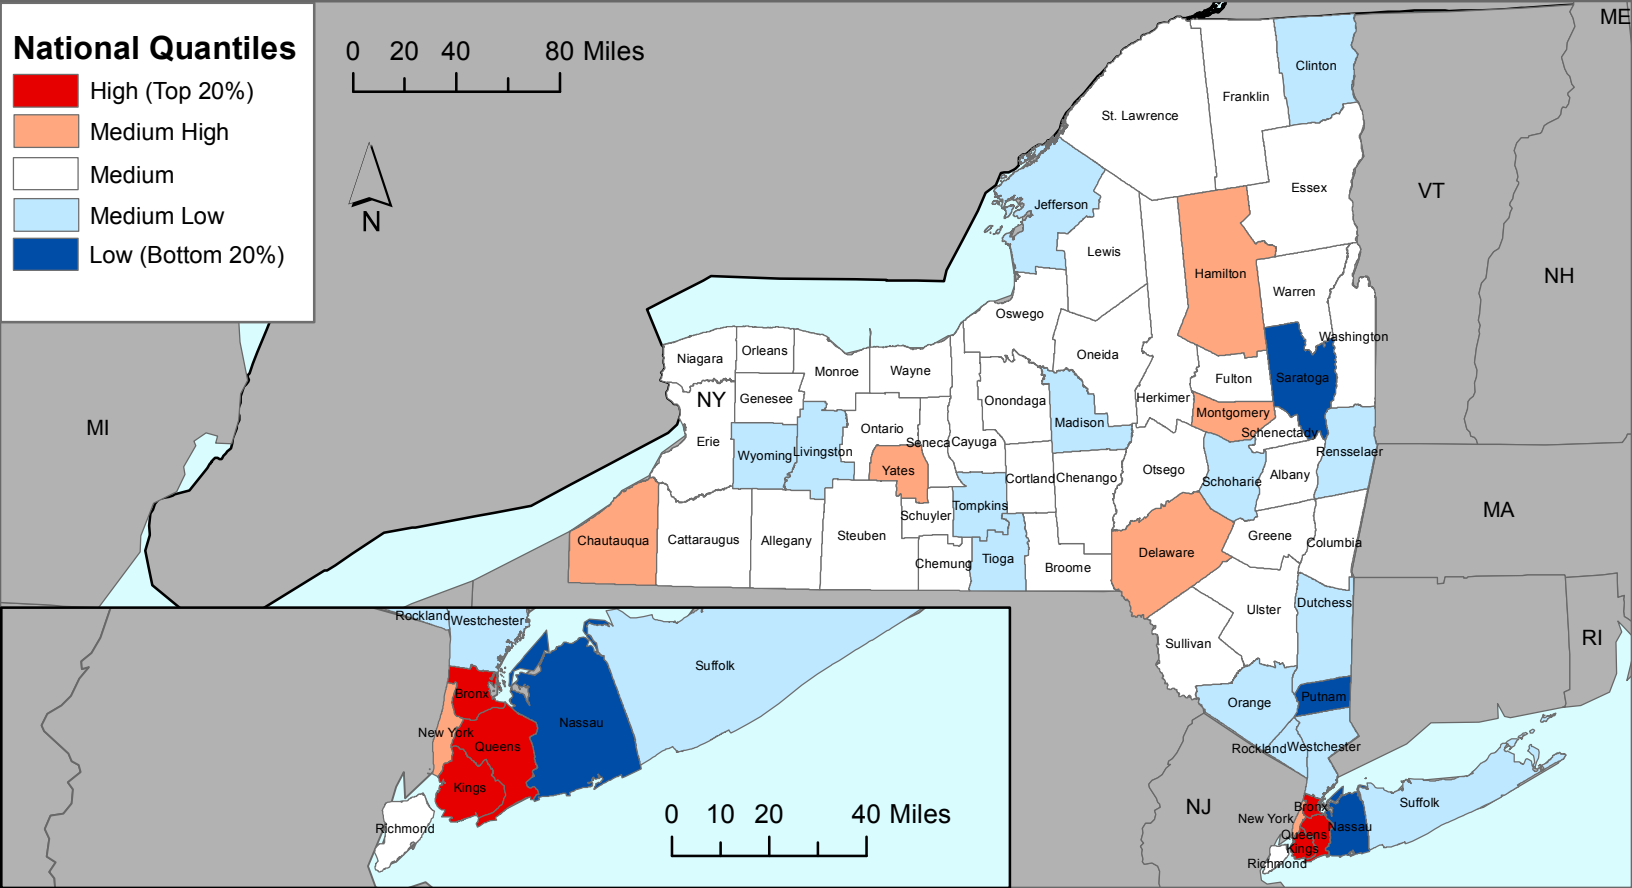 National Quantiles
High (Top 20%)
Medium High
Medium
Medium Low
Low (Bottom 20%)
0 20 40 80 Miles
N
ME
VT
NH
MI
NY
MA
RI
NJ
Clinton
Franklin
St. Lawrence
Essex
Jefferson
Lewis
Hamilton
Warren
Oswego
Washington
Niagara
Orleans
Monroe
Wayne
Oneida
Fulton
Saratoga
Genesee
Onondaga
Herkimer
Montgomery
Madison
Ontario
Schenectady
Erie
Seneca
Cayuga
Wyoming
Livingston
Rensselaer
Yates
Otsego
Cortland
Chenango
Schoharie
Albany
Tompkins
Schuyler
Chautauqua
Cattaraugus
Allegany
Steuben
Greene
Columbia
Delaware
Chemung
Tioga
Broome
Dutchess
Ulster
Sullivan
Putnam
Orange
Rockland
Westchester
Suffolk
Bronx
New York
Nassau
Queens
Kings
Richmond
Rockland
Westchester
Suffolk
Bronx
Nassau
New York
Queens
Kings
Richmond
0 10 20 40 Miles